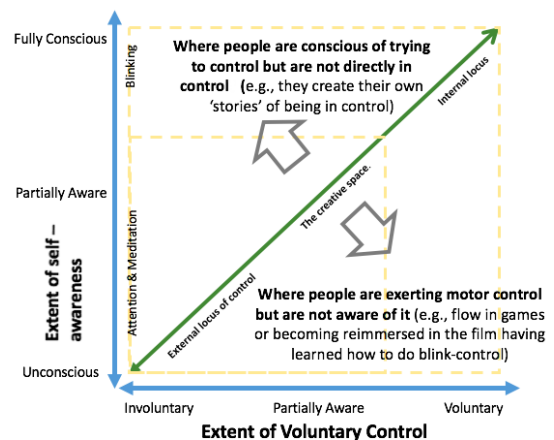 Fully Conscious
Blinking
Where people are conscious of trying
to control but are not directly in
control (e.g., they create their own
‘stories’ of being in control)
Internal locus
Partially Aware
The creative space.
Extent of self –
awareness
Attention & Meditation
External locus of control
Where people are exerting motor control
but are not aware of it (e.g., flow in games
or becoming reimmersed in the film having
learned how to do blink-control)
Unconscious
Involuntary
Partially Aware
Voluntary
Extent of Voluntary Control